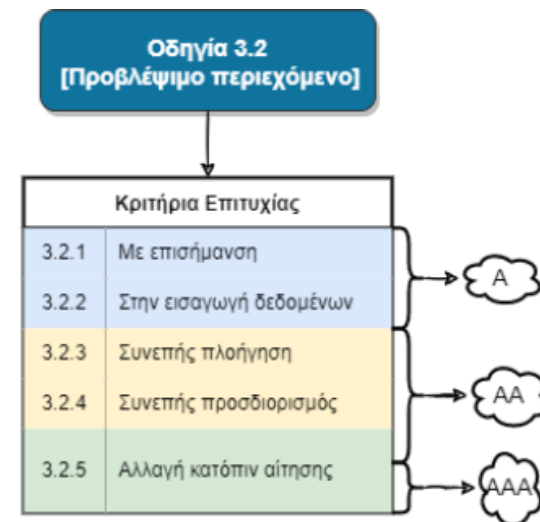 Οδηγία 3.2
[Προβλέψιμο περιεχόμενο]
Κριτήρια Επιτυχίας
3.2.1 Με επισήμανση
3.2.2 Στην εισαγωγή δεδομένων
A
3.2.3 Συνεπής πλοήγηση
3.2.4 Συνεπής προσδιορισμός
AA
3.2.5 Αλλαγή κατόπιν αίτησης
AAA